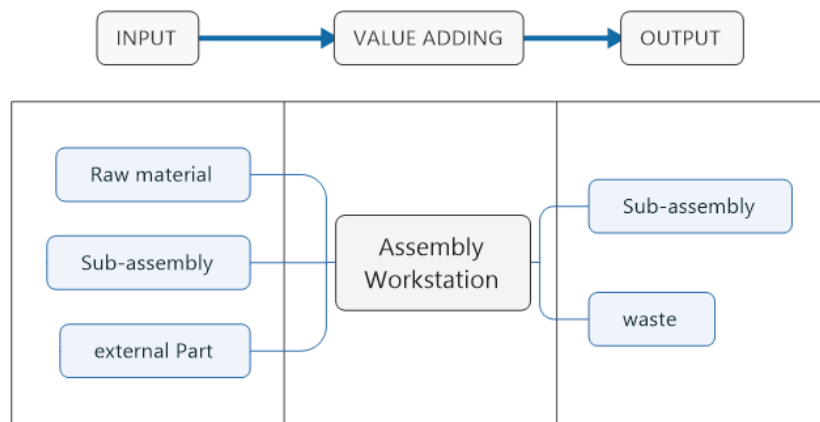 INPUT
VALUE ADDING
OUTPUT
Raw material
Sub-assembly
external Part
Assembly
Workstation
Sub-assembly
waste